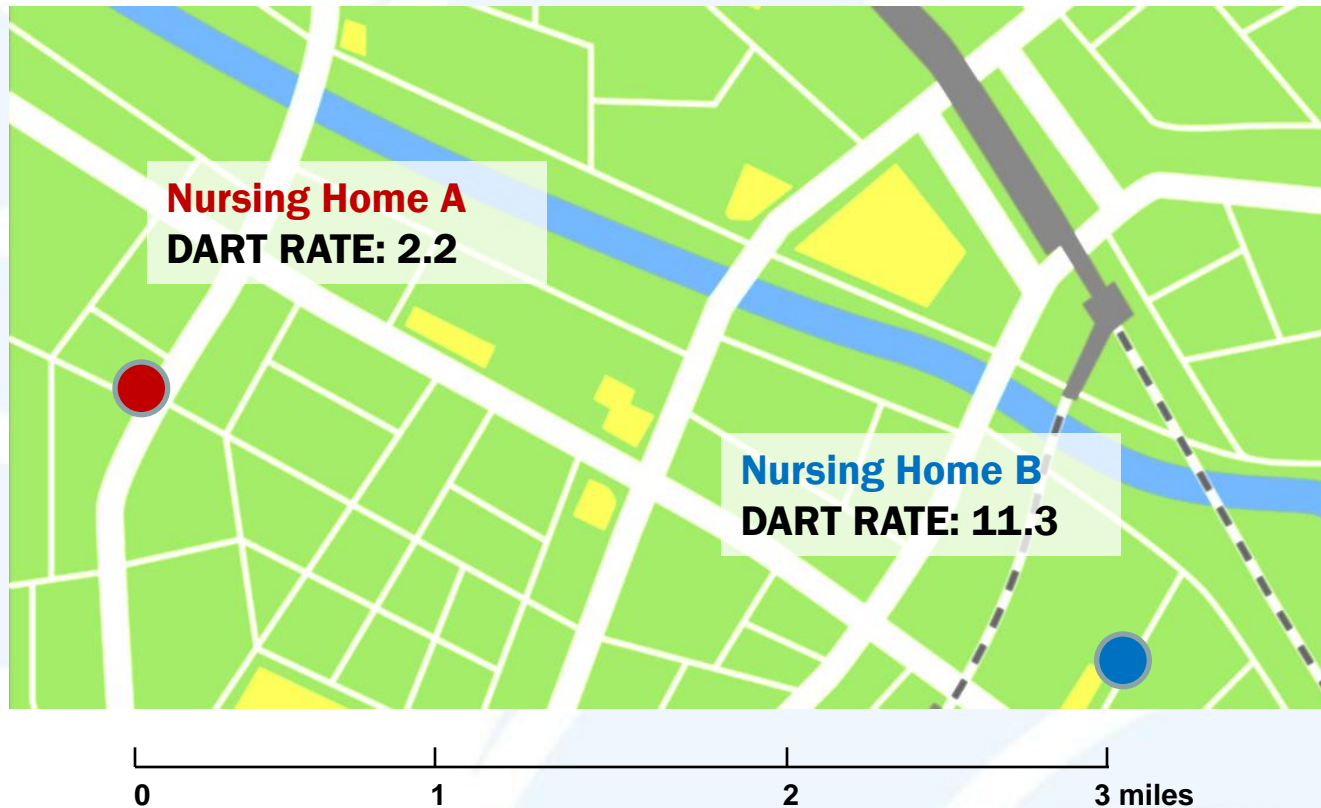 Nursing Home A
DART RATE: 2.2
Nursing Home B
DART RATE: 11.3
0 1 2 3 miles